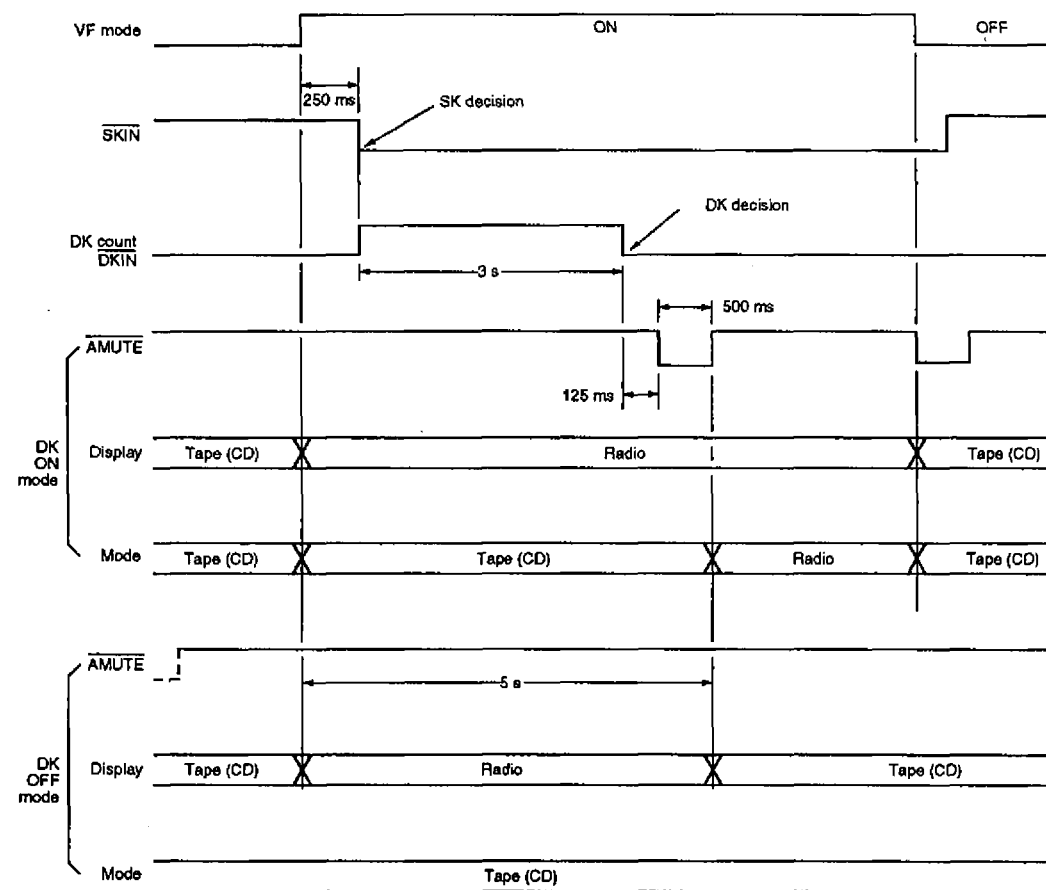 VF mode ON OFF
250 ms
SK decision
SKIN
DK decision
DK count
DKIN
3 s
500 ms
AMUTE
125 ms
DK
ON
mode
Display Tape (CD) Radio Tape (CD)
Mode Tape (CD) Tape (CD) Radio Tape (CD)
AMUTE
5 s
DK
OFF
mode
Display Tape (CD) Radio Tape (CD)
Mode
Tape (CD)